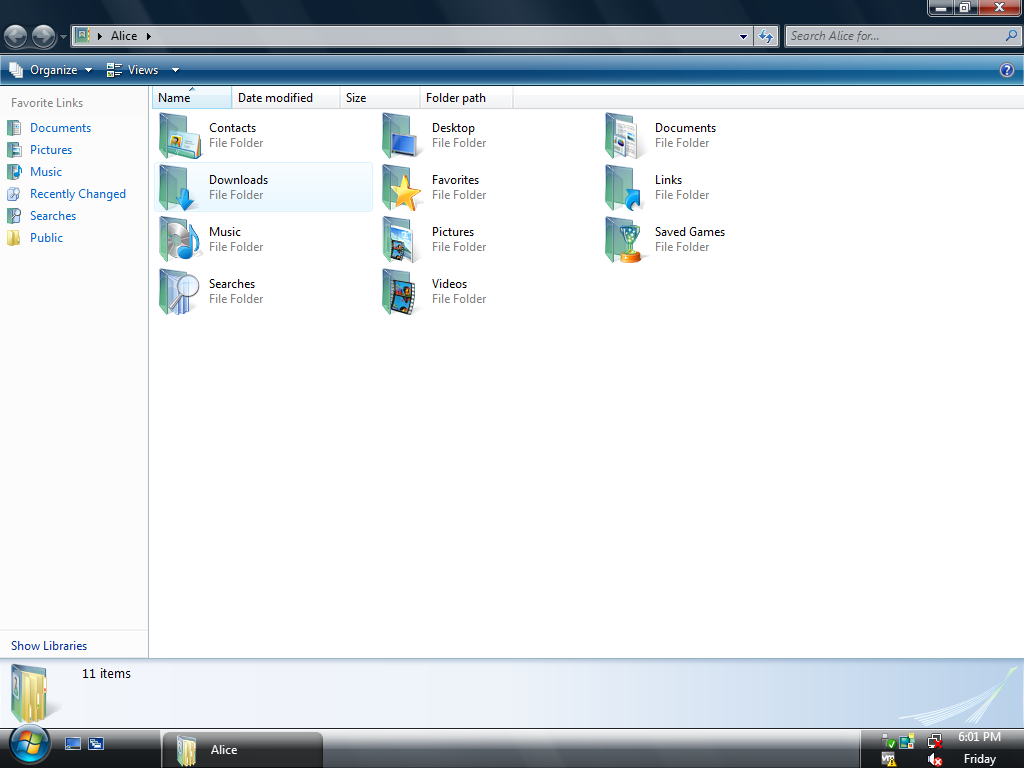 Alice
Search Alice for...
Organize
Views
Favorite Links
Documents
Pictures
Music
Recently Changed
Searches
Public
Show Libraries
Name
Date modified
Size
Folder path
Contacts
File Folder
Desktop
File Folder
Documents
File Folder
Downloads
File Folder
Favorites
File Folder
Links
File Folder
Music
File Folder
Pictures
File Folder
Saved Games
File Folder
Searches
File Folder
Videos
File Folder
11 items
Alice
6:01 PM
Friday